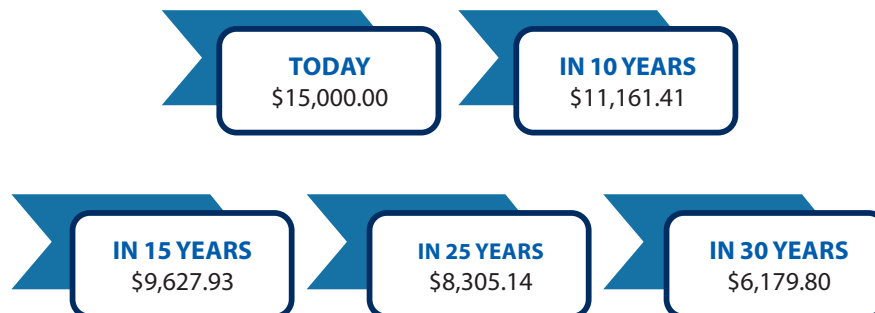 TODAY
$15,000.00
IN 10 YEARS
$11,161.41
IN 15 YEARS
$9,627.93
IN 25 YEARS
$8,305.14
IN 30 YEARS
$6,179.80